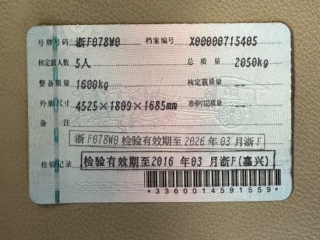 号牌号码 浙F078W0 档案编号 X00000715405
核定载人数 5人 总质量 2050kg
整备质量 1600kg 核定载质量 --
外廓尺寸 4525×1809×1685mm 准牵引总质量 --
备注
浙F078W0 检验有效期至2026年03月浙F
检验记录 检验有效期至2016年03月浙F(嘉兴)
*3360014591559*